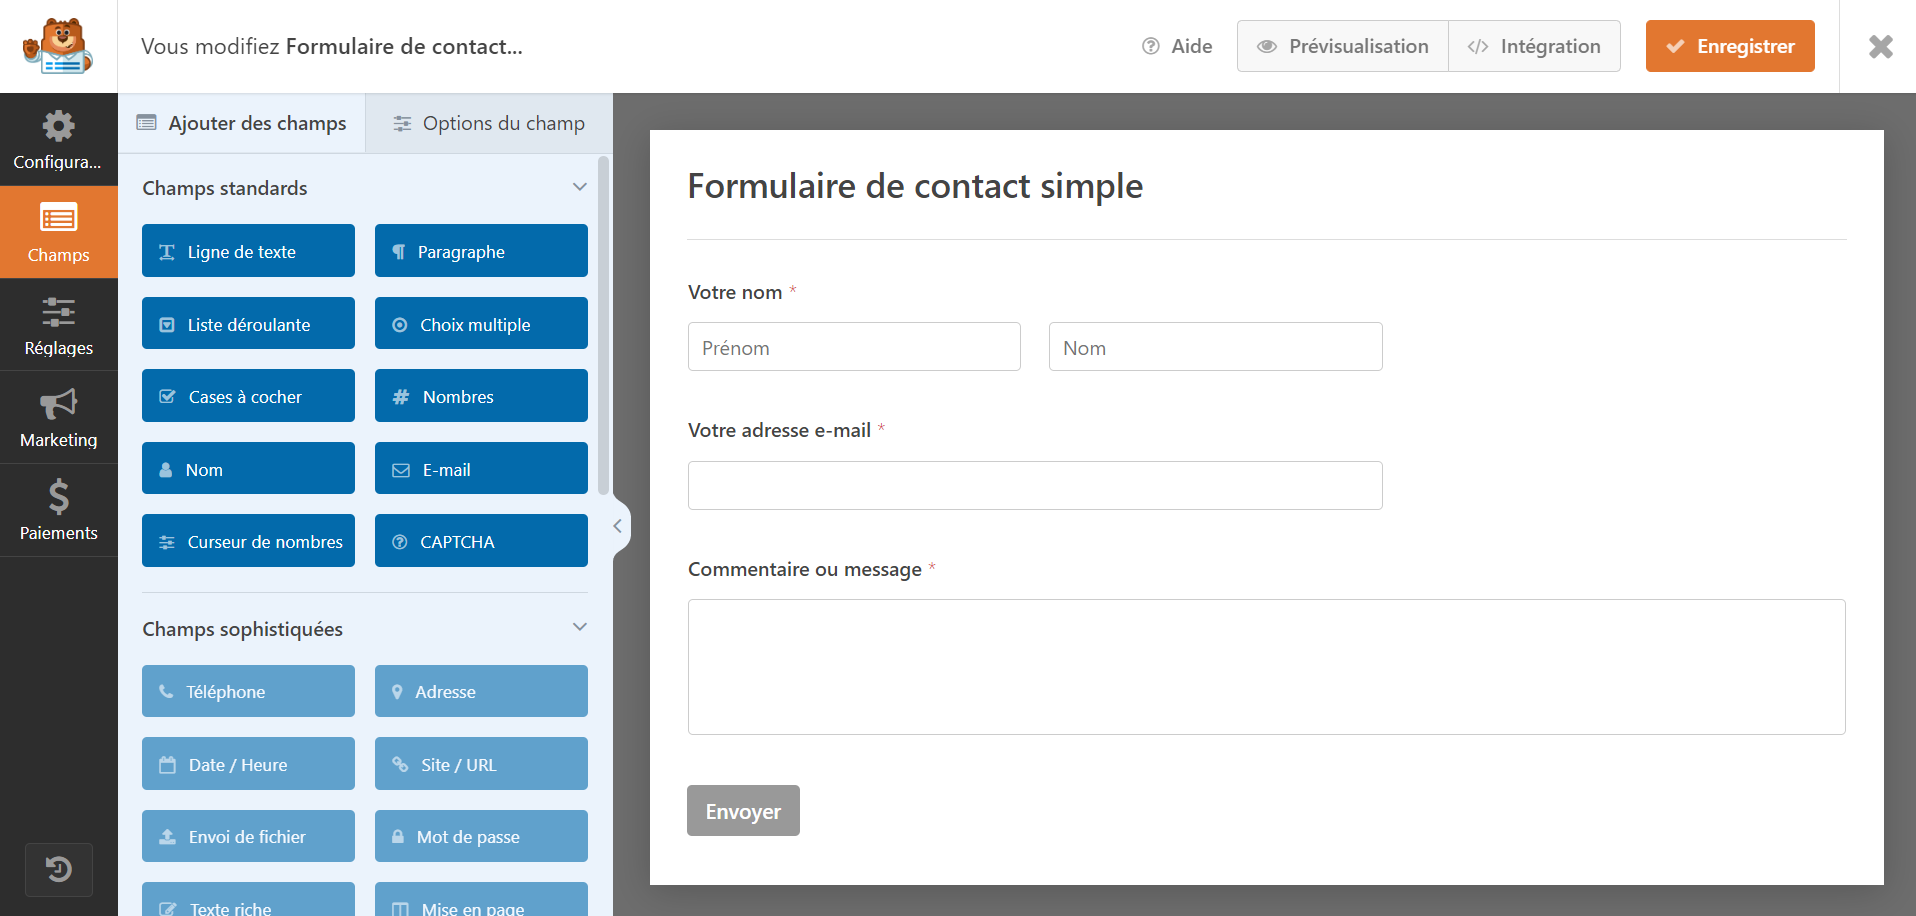 Vous modifiez Formulaire de contact...
Aide
Prévisualisation
Intégration
Enregistrer
Configura...
Champs
Réglages
Marketing
Paiements
Ajouter des champs
Options du champ
Champs standards
Ligne de texte
Paragraphe
Liste déroulante
Choix multiple
Cases à cocher
Nombres
Nom
E-mail
Curseur de nombres
CAPTCHA
Champs sophistiquées
Téléphone
Adresse
Date / Heure
Site / URL
Envoi de fichier
Mot de passe
Texte riche
Mise en page
Formulaire de contact simple
Votre nom *
Prénom
Nom
Votre adresse e-mail *
Commentaire ou message *
Envoyer